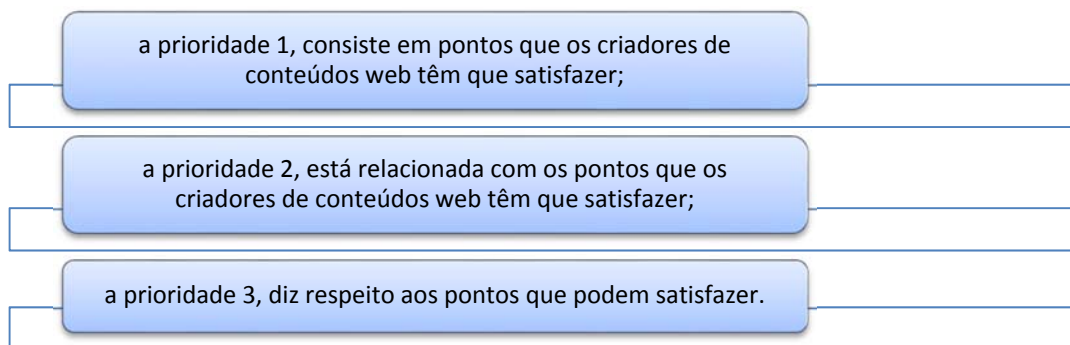 a prioridade 1, consiste em pontos que os criadores de
conteúdos web têm que satisfazer;
a prioridade 2, está relacionada com os pontos que os
criadores de conteúdos web têm que satisfazer;
a prioridade 3, diz respeito aos pontos que podem satisfazer.